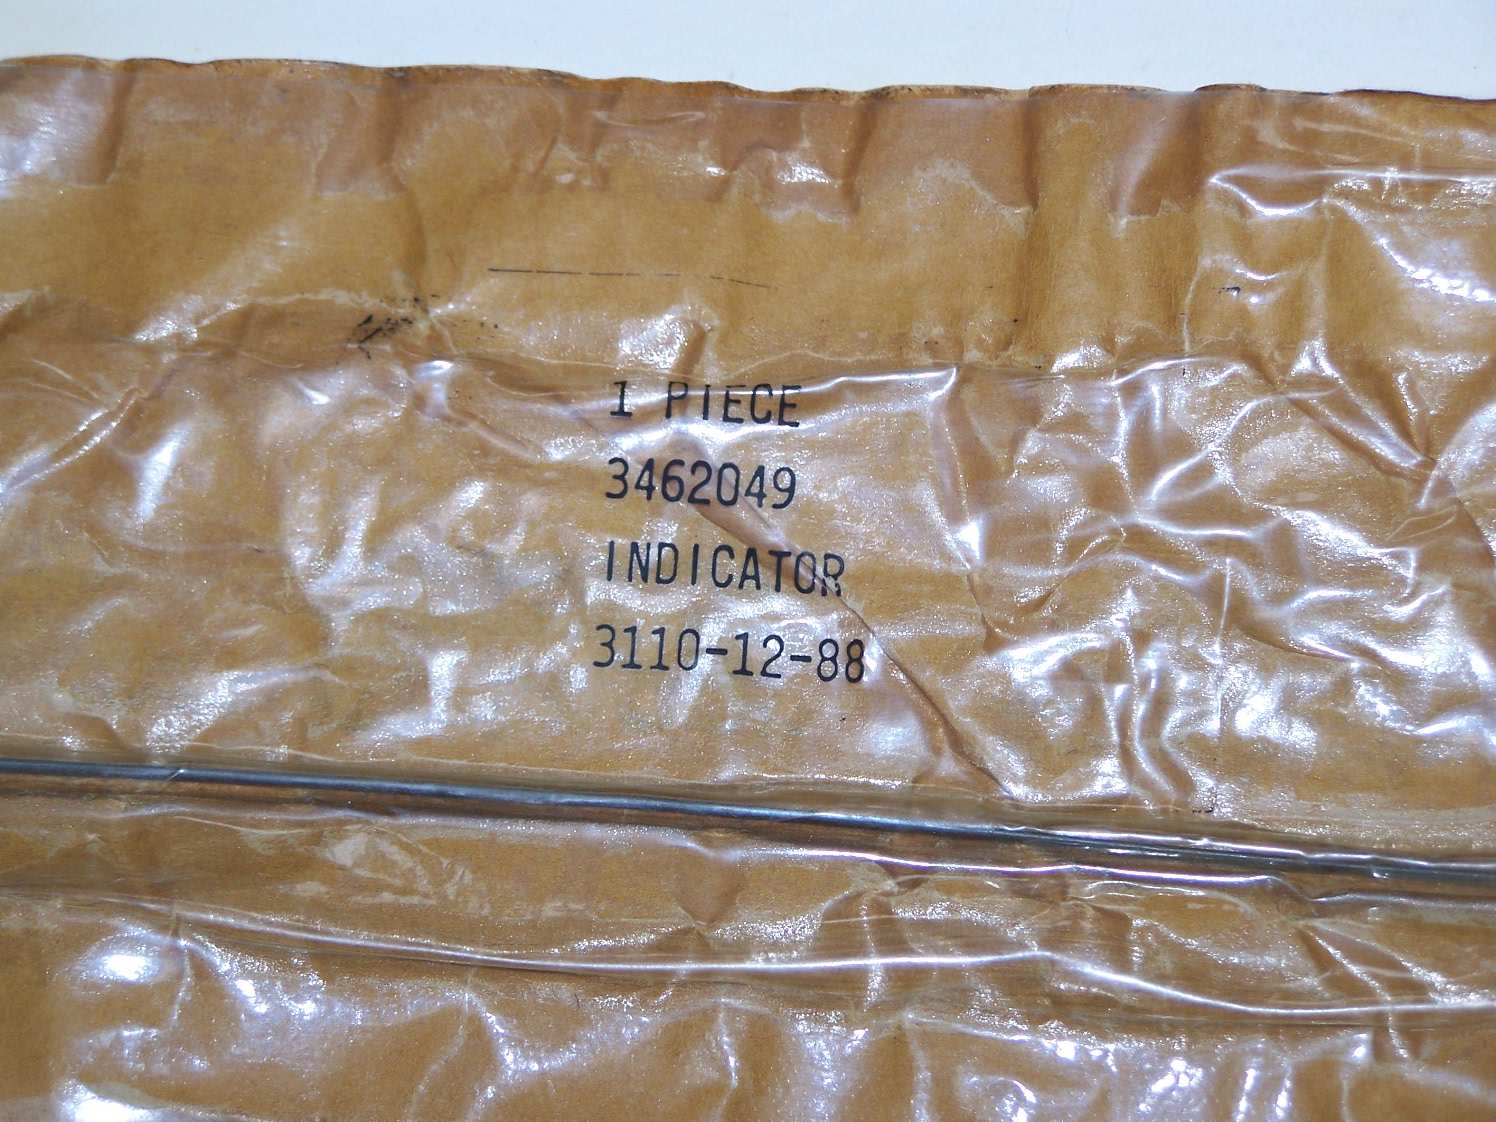 1 PIECE
3462049
INDICATOR
3110-12-88